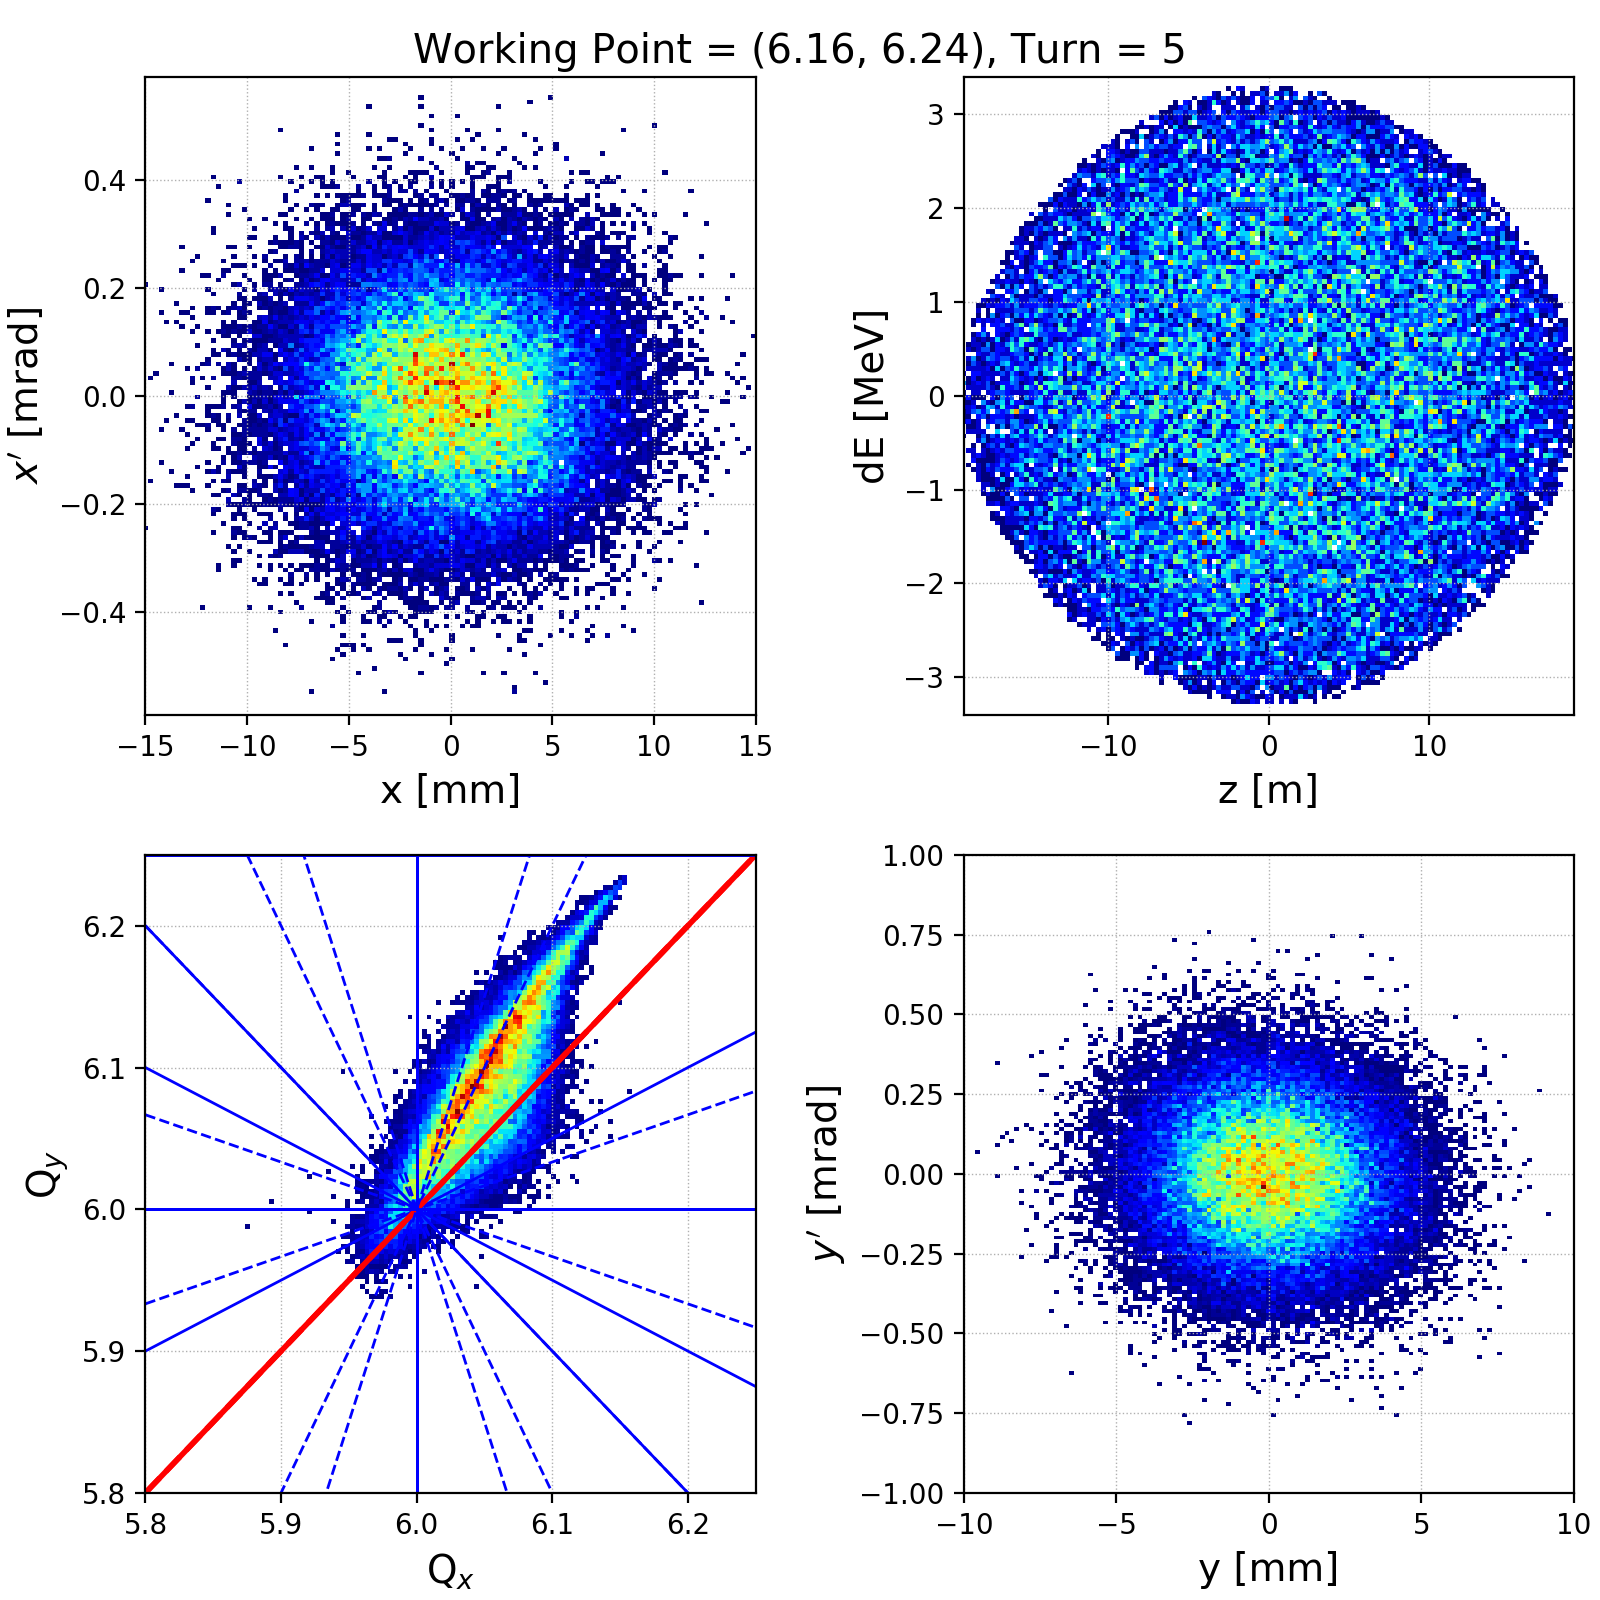 Working Point = (6.16, 6.24), Turn = 5
x′ [mrad]
0.4
0.2
0.0
−0.2
−0.4
−15 −10 −5 0 5 10 15
x [mm]
dE [MeV]
3
2
1
0
−1
−2
−3
−10 0 10
z [m]
Qy
6.2
6.1
6.0
5.9
5.8
5.8 5.9 6.0 6.1 6.2
Qx
y′ [mrad]
1.00
0.75
0.50
0.25
0.00
−0.25
−0.50
−0.75
−1.00
−10 −5 0 5 10
y [mm]